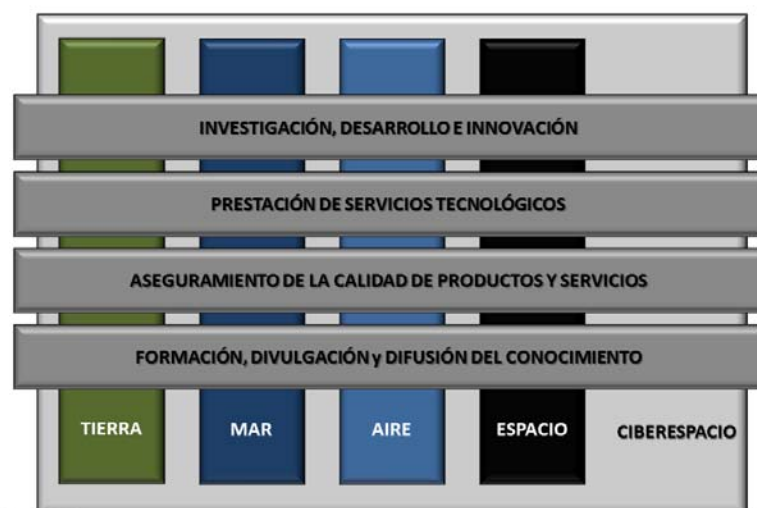 INVESTIGACIÓN, DESARROLLO E INNOVACIÓN
PRESTACIÓN DE SERVICIOS TECNOLÓGICOS
ASEGURAMIENTO DE LA CALIDAD DE PRODUCTOS Y SERVICIOS
FORMACIÓN, DIVULGACIÓN y DIFUSIÓN DEL CONOCIMIENTO
TIERRA MAR AIRE ESPACIO CIBERESPACIO